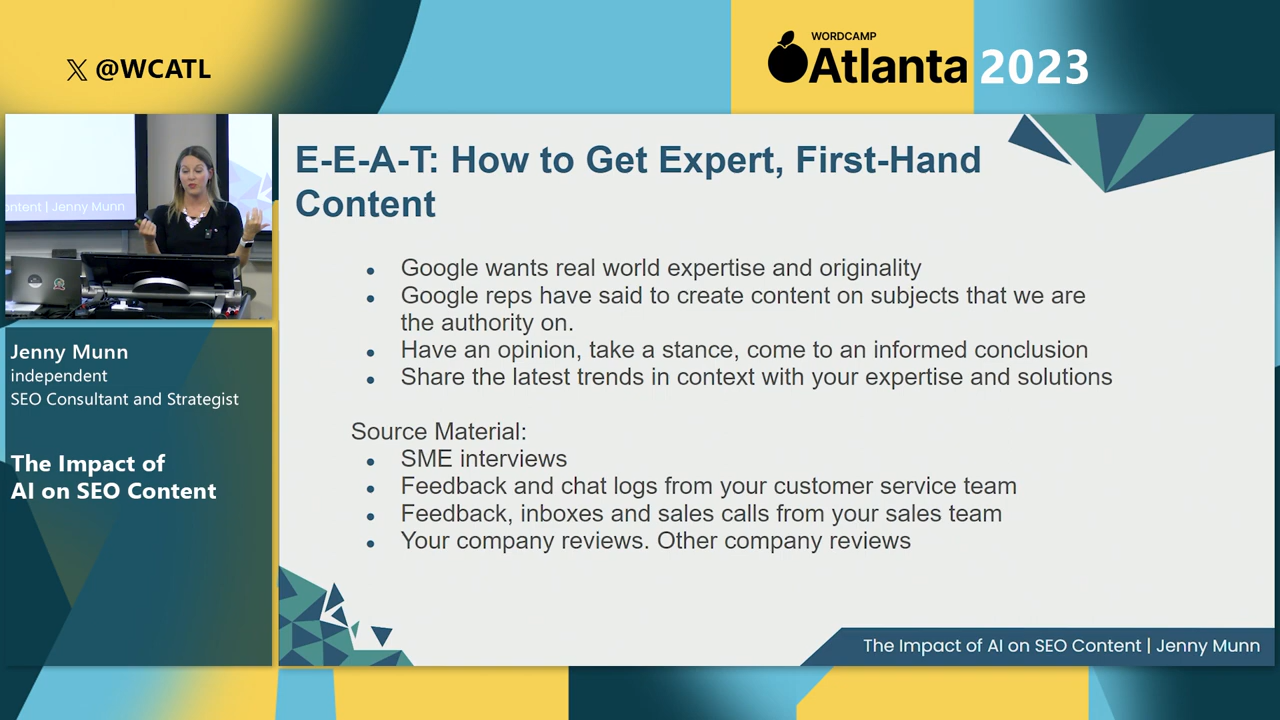 𝕏 @WCATL
WORDCAMP
Atlanta 2023
ontent | Jenny Munn
Jenny Munn
independent
SEO Consultant and Strategist
The Impact of
AI on SEO Content
E-E-A-T: How to Get Expert, First-Hand
Content
• Google wants real world expertise and originality
• Google reps have said to create content on subjects that we are
the authority on.
• Have an opinion, take a stance, come to an informed conclusion
• Share the latest trends in context with your expertise and solutions
Source Material:
• SME interviews
• Feedback and chat logs from your customer service team
• Feedback, inboxes and sales calls from your sales team
• Your company reviews. Other company reviews
The Impact of AI on SEO Content | Jenny Munn